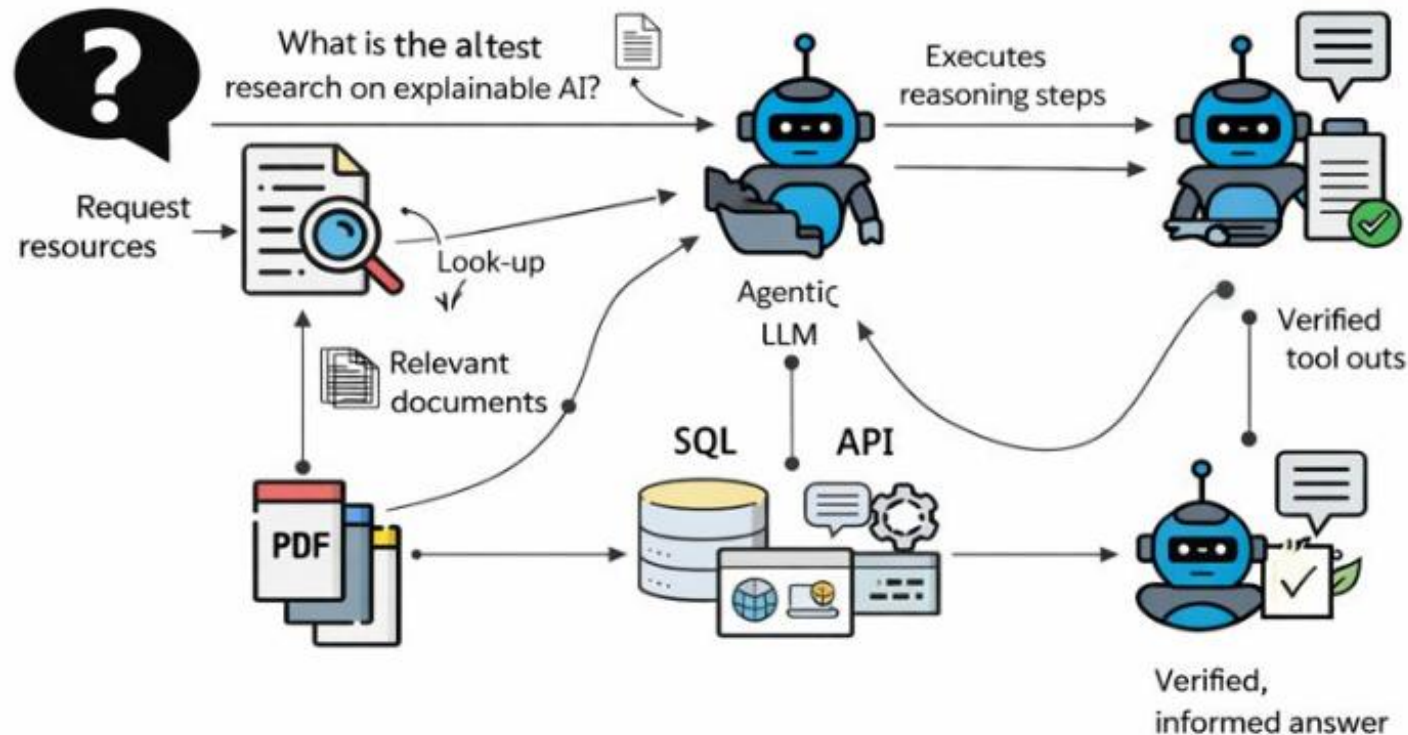 ?
What is the altest
research on explainable AI?
Executes
reasoning steps
Request
resources
Look-up
Agentic
LLM
Verified
tool outs
Relevant
documents
SQL
API
PDF
Verified,
informed answer